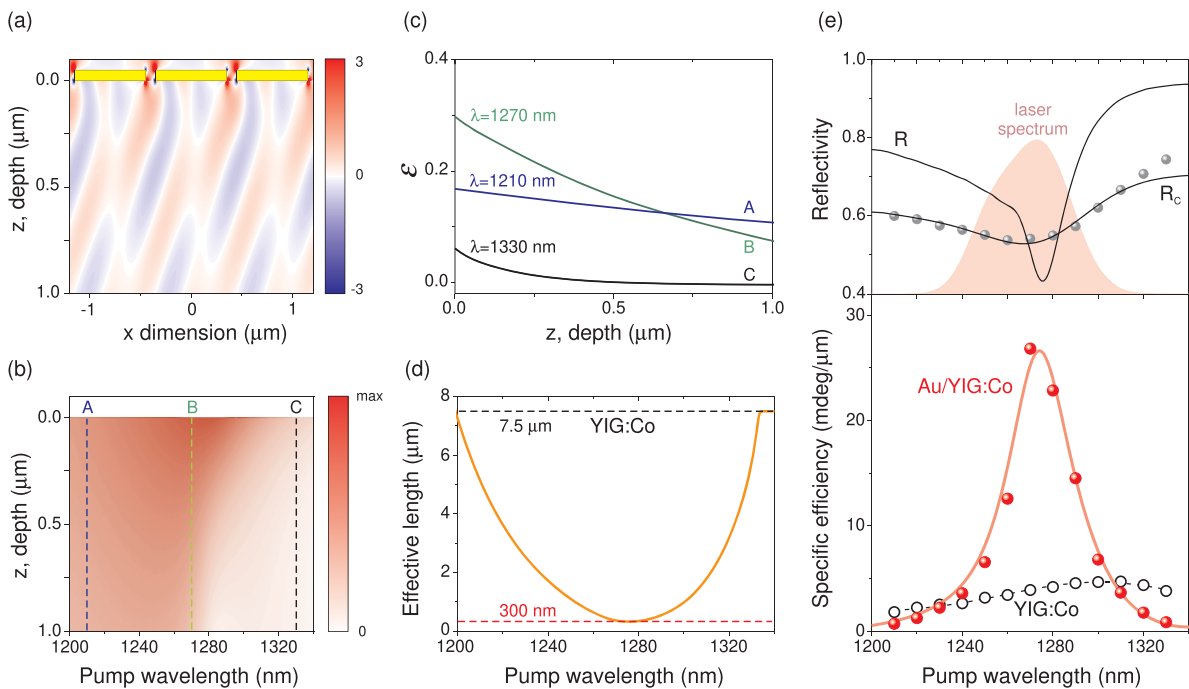 (a)
0.0
0.5
1.0
z, depth (μm)
-1
0
1
x dimension (μm)
3
0
-3
(b)
A
B
C
0.0
0.5
1.0
z, depth (μm)
1200
1240
1280
1320
Pump wavelength (nm)
max
0
(c)
0.4
0.2
0.0
ℰ
λ=1270 nm
λ=1210 nm
λ=1330 nm
A
B
C
0.0
0.5
1.0
z, depth (μm)
(d)
8
6
4
2
0
Effective length (μm)
7.5 μm
YIG:Co
300 nm
1200
1240
1280
1320
Pump wavelength (nm)
(e)
1.0
0.8
0.6
0.4
Reflectivity
laser
spectrum
R
R_C
30
20
10
0
Specific efficiency (mdeg/μm)
Au/YIG:Co
YIG:Co
1200
1240
1280
1320
Pump wavelength (nm)